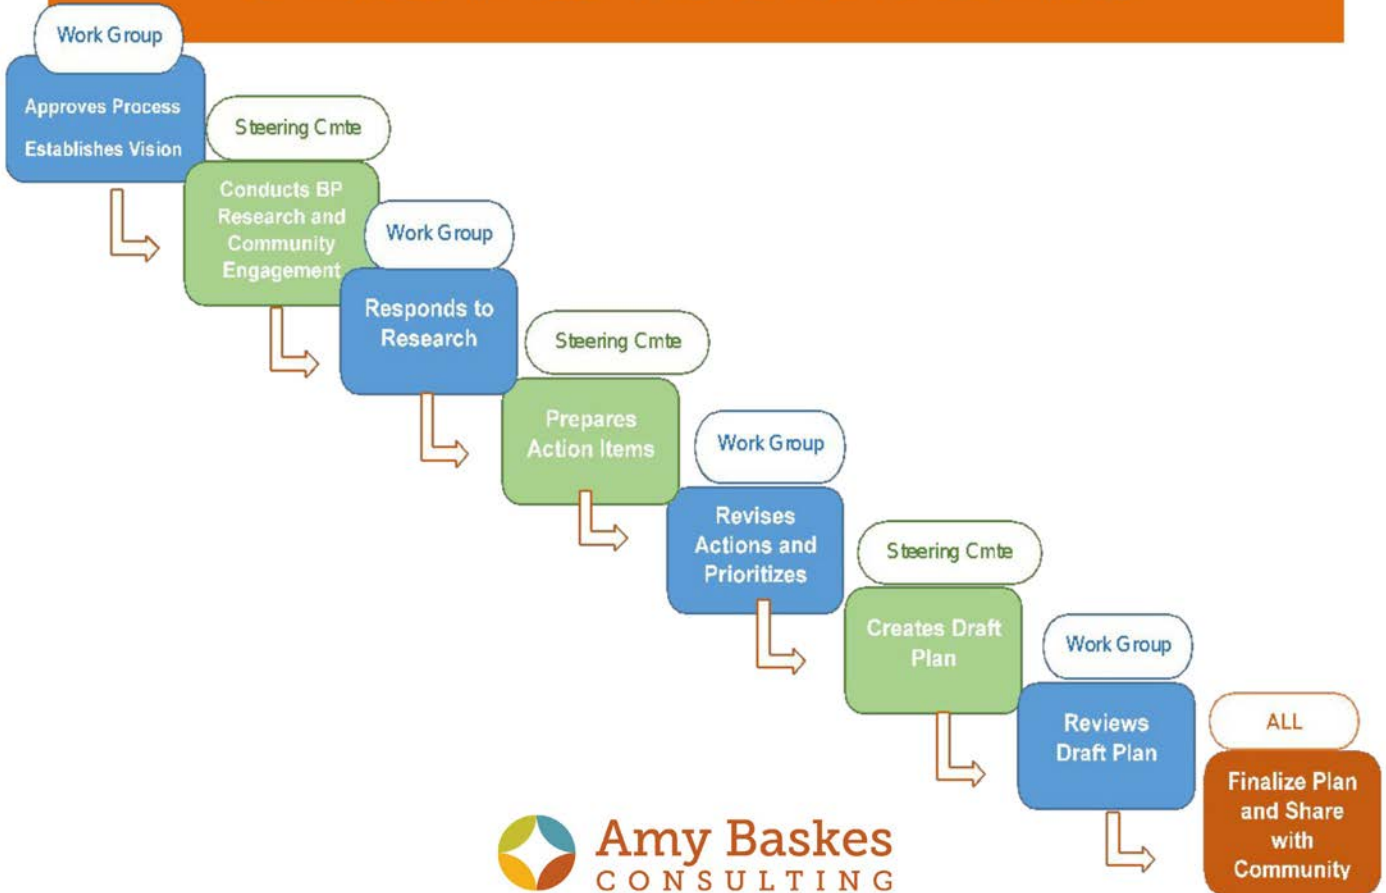 Work Group
Approves Process
Establishes Vision
Steering Cmte
Conducts BP
Research and
Community
Engagement
Work Group
Responds to
Research
Steering Cmte
Prepares
Action Items
Work Group
Revises
Actions and
Prioritizes
Steering Cmte
Creates Draft
Plan
Work Group
Reviews
Draft Plan
ALL
Finalize Plan
and Share
with
Community
Amy Baskes
CONSULTING